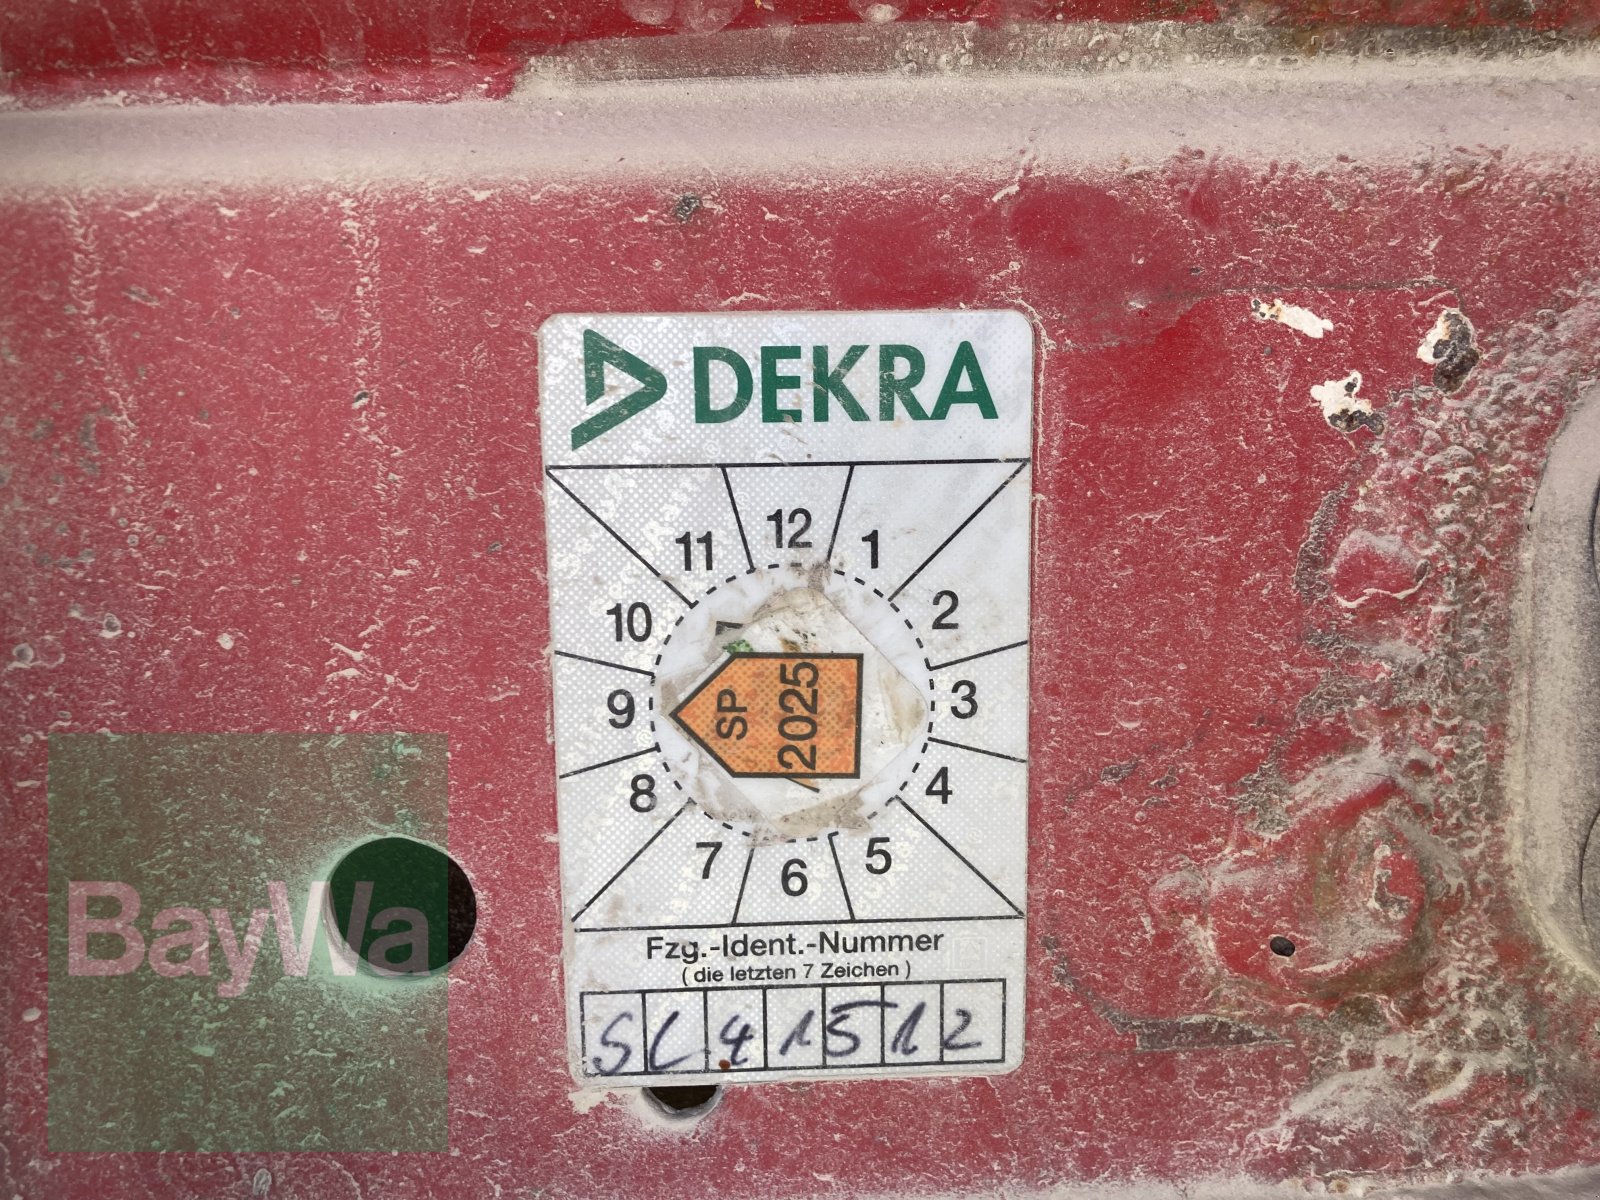 DEKRA
11 12 1
10 2
9 3
8 4
7 6 5
SP
2025
Fzg.-Ident.-Nummer
( die letzten 7 Zeichen )
SL41512
BayWa